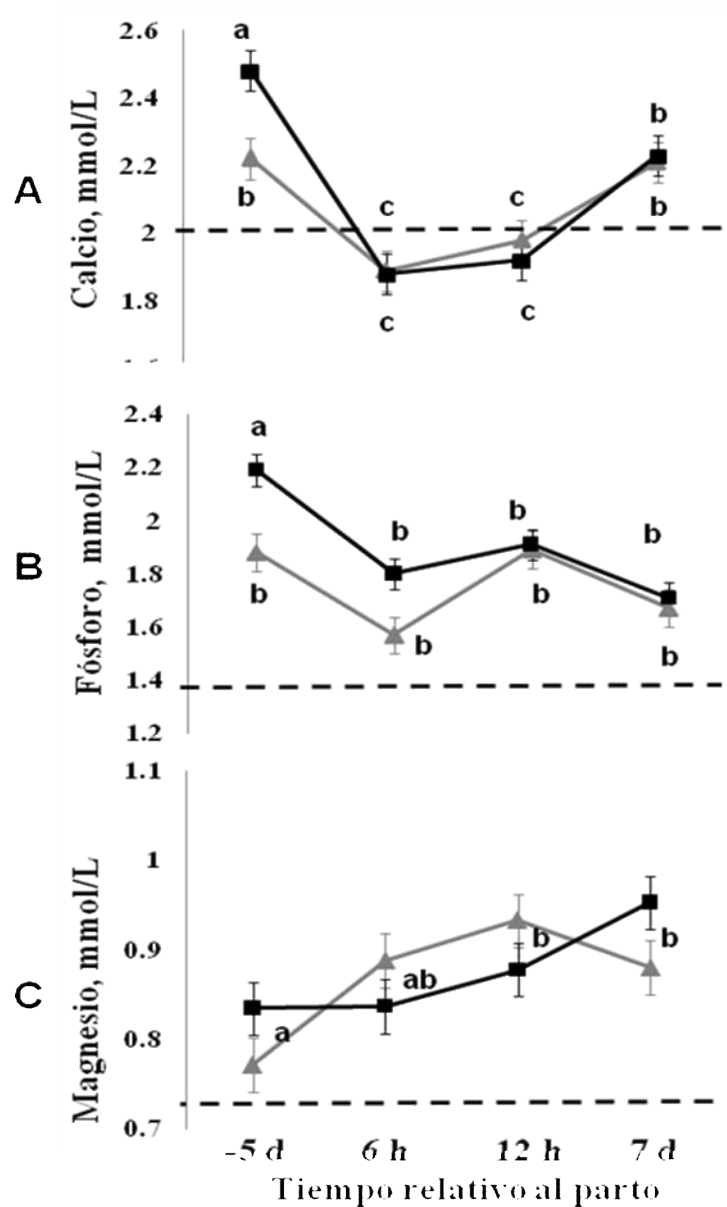 2.6
a
2.4
Calcio, mmol/L
2.2
b
b
A
b
c
c
b
2
1.8
c
c
2.4
a
2.2
Fósforo, mmol/L
2
b
b
b
B
1.8
b
b
1.6
b
b
1.4
1.2
1.1
Magnesio, mmol/L
1
0.9
b
b
C
ab
0.8
a
0.7
-5 d 6 h 12 h 7 d
Tiempo relativo al parto